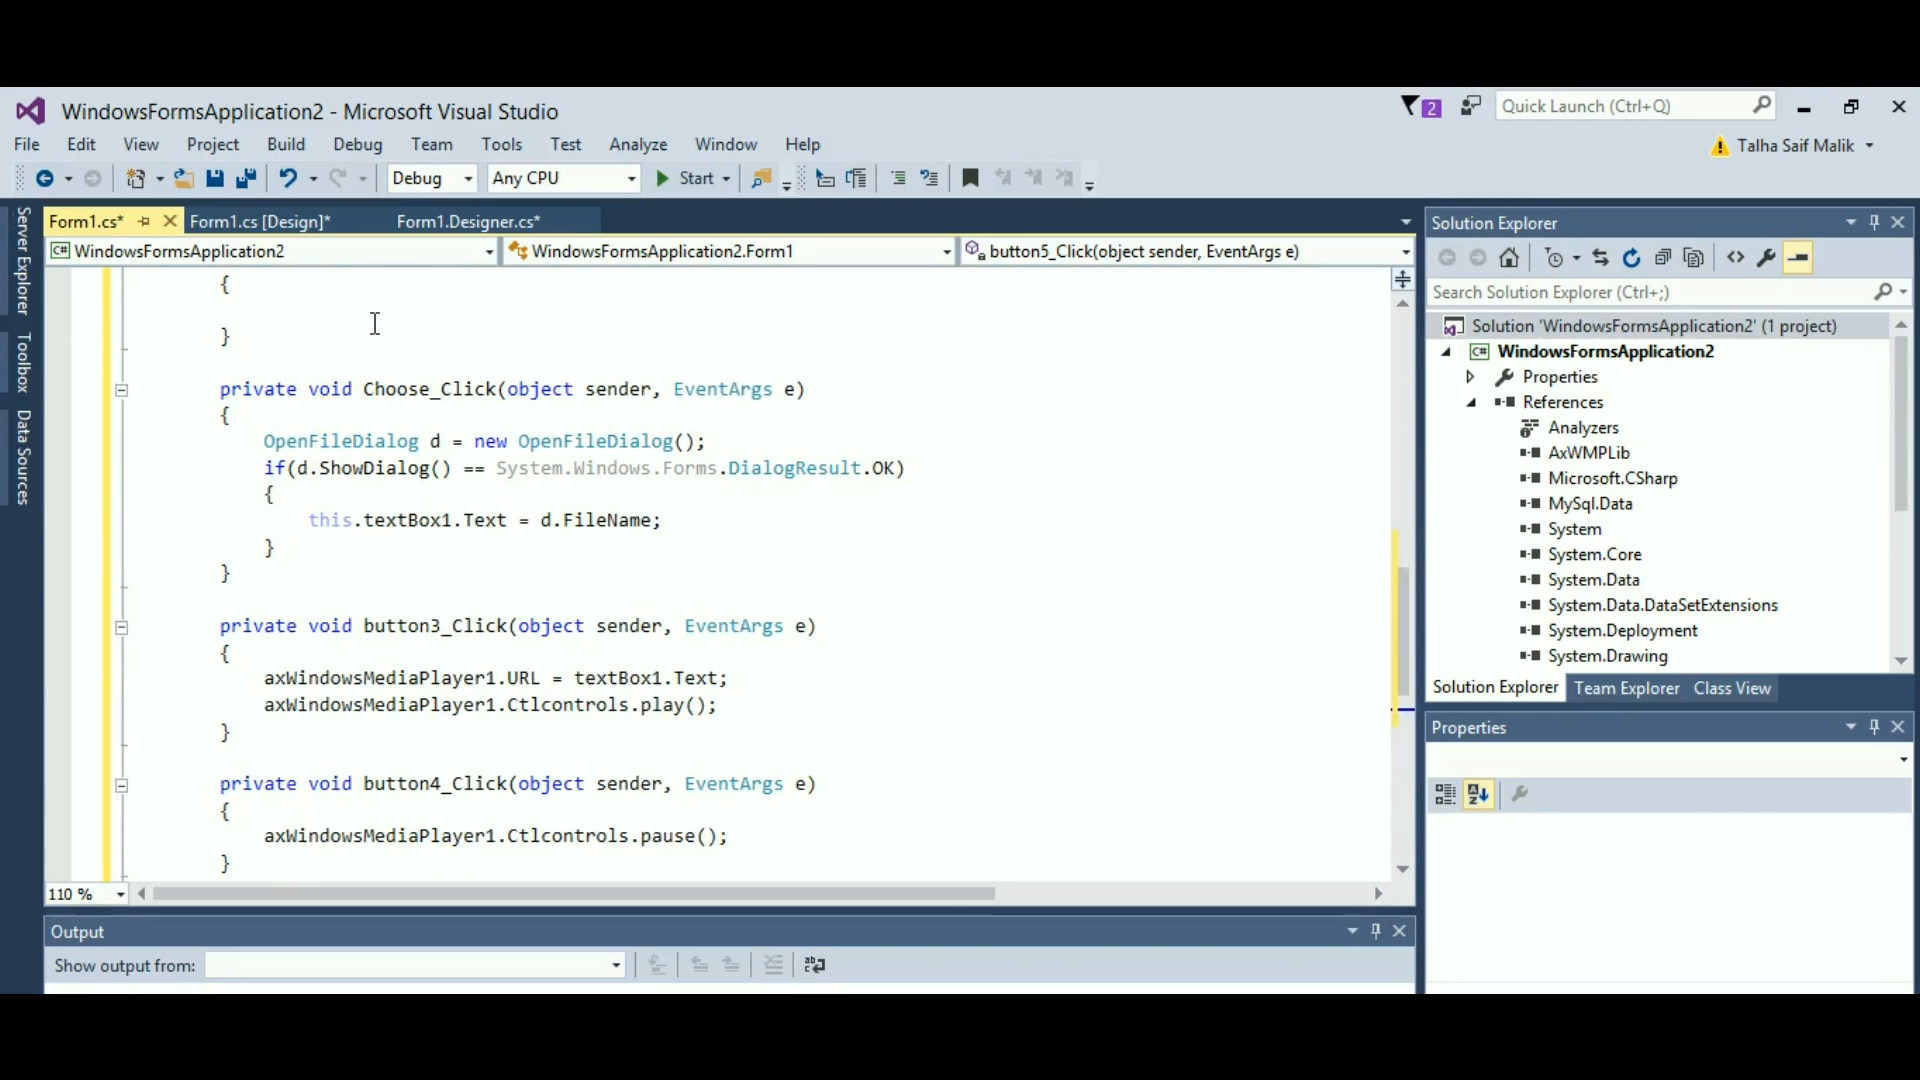 WindowsFormsApplication2 - Microsoft Visual Studio
2
Quick Launch (Ctrl+Q)
File Edit View Project Build Debug Team Tools Test Analyze Window Help
Talha Saif Malik
Debug Any CPU Start
Server Explorer
Toolbox
Data Sources
Form1.cs* Form1.cs [Design]* Form1.Designer.cs*
C# WindowsFormsApplication2 WindowsFormsApplication2.Form1 button5_Click(object sender, EventArgs e)
{
}
private void Choose_Click(object sender, EventArgs e)
{
OpenFileDialog d = new OpenFileDialog();
if(d.ShowDialog() == System.Windows.Forms.DialogResult.OK)
{
this.textBox1.Text = d.FileName;
}
}
private void button3_Click(object sender, EventArgs e)
{
axWindowsMediaPlayer1.URL = textBox1.Text;
axWindowsMediaPlayer1.Ctlcontrols.play();
}
private void button4_Click(object sender, EventArgs e)
{
axWindowsMediaPlayer1.Ctlcontrols.pause();
}
110 %
Output
Show output from:
Solution Explorer
Search Solution Explorer (Ctrl+;)
Solution 'WindowsFormsApplication2' (1 project)
C# WindowsFormsApplication2
Properties
References
Analyzers
AxWMPLib
Microsoft.CSharp
MySql.Data
System
System.Core
System.Data
System.Data.DataSetExtensions
System.Deployment
System.Drawing
Solution Explorer Team Explorer Class View
Properties